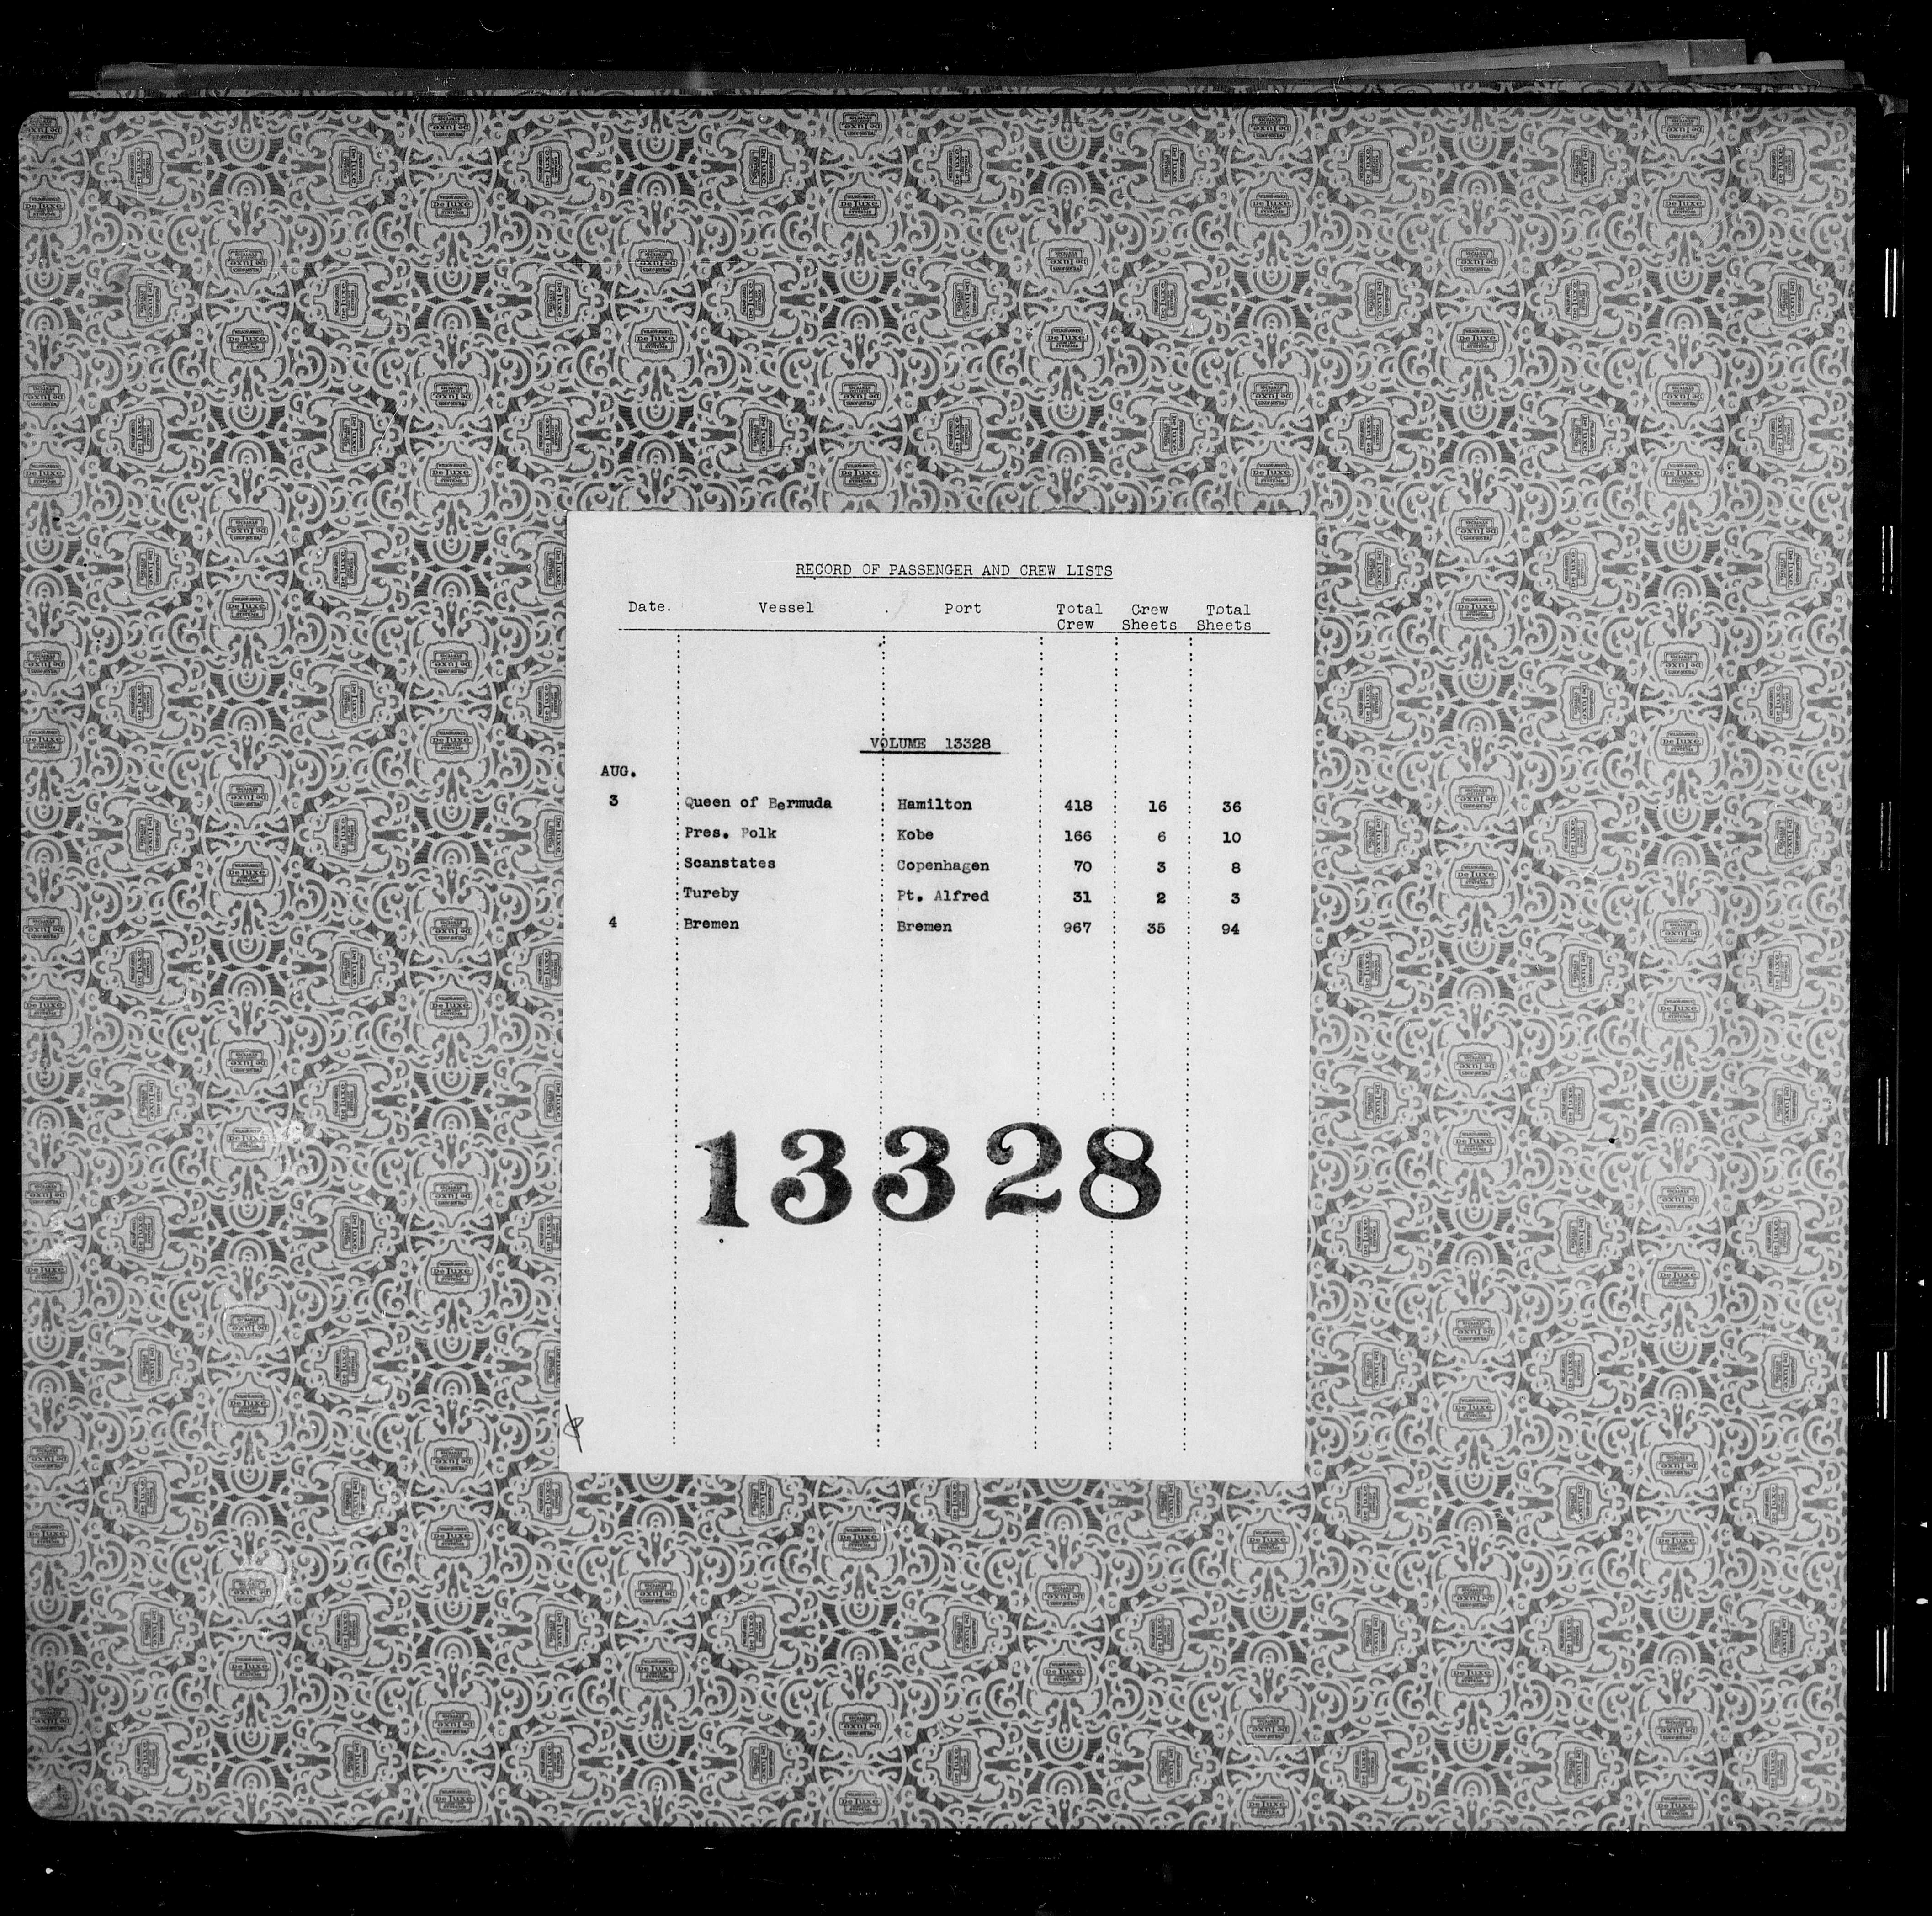 RECORD OF PASSENGER AND CREW LISTS
Date. Vessel Port Total Crew Total
Crew Sheets Sheets
VOLUME 13328
AUG.
3 Queen of Bermuda Hamilton 418 16 36
Pres. Polk Kobe 166 6 10
Scanstates Copenhagen 70 3 8
Tureby Pt. Alfred 31 2 3
4 Bremen Bremen 967 35 94
13328